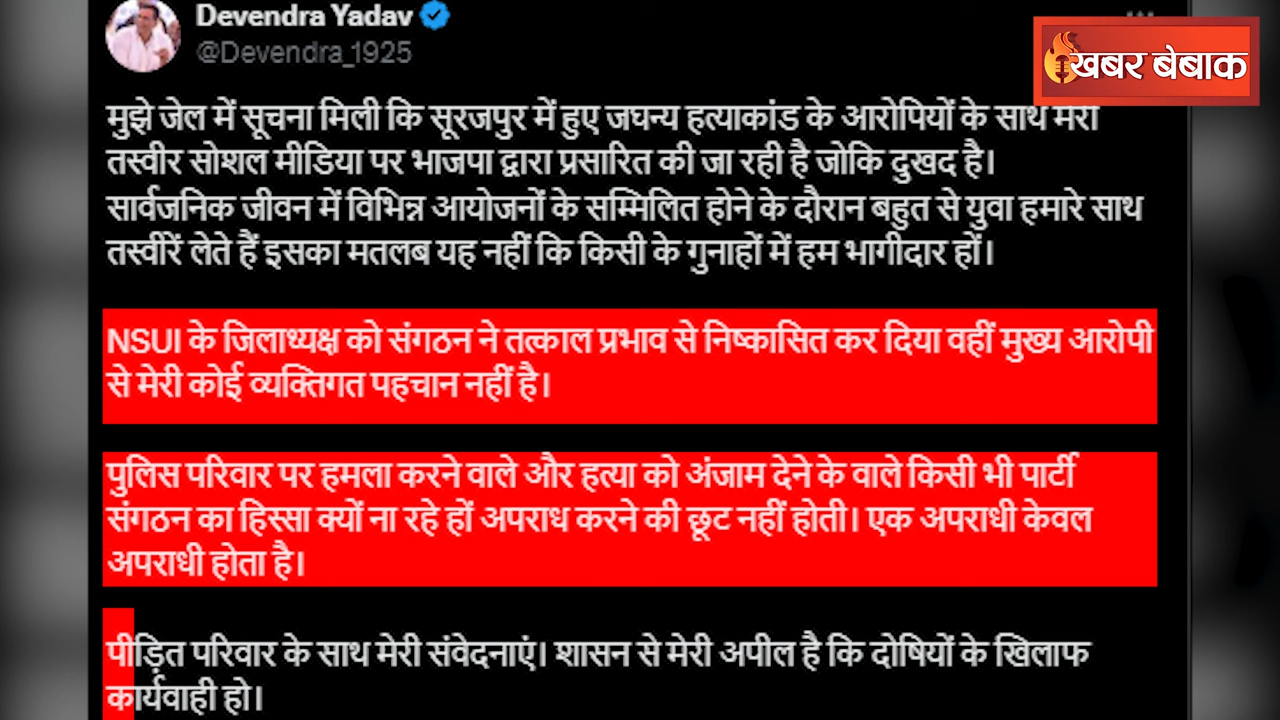 Devendra Yadav
@Devendra_1925
खबर बेबाक
मुझे जेल में सूचना मिली कि सूरजपुर में हुए जघन्य हत्याकांड के आरोपियों के साथ मेरी
तस्वीर सोशल मीडिया पर भाजपा द्वारा प्रसारित की जा रही है जोकि दुखद है।
सार्वजनिक जीवन में विभिन्न आयोजनों के सम्मिलित होने के दौरान बहुत से युवा हमारे साथ
तस्वीरें लेते हैं इसका मतलब यह नहीं कि किसी के गुनाहों में हम भागीदार हों।
NSUI के जिलाध्यक्ष को संगठन ने तत्काल प्रभाव से निष्कासित कर दिया वहीं मुख्य आरोपी
से मेरी कोई व्यक्तिगत पहचान नहीं है।
पुलिस परिवार पर हमला करने वाले और हत्या को अंजाम देने के वाले किसी भी पार्टी
संगठन का हिस्सा क्यों ना रहे हों अपराध करने की छूट नहीं होती। एक अपराधी केवल
अपराधी होता है।
पीड़ित परिवार के साथ मेरी संवेदनाएं। शासन से मेरी अपील है कि दोषियों के खिलाफ
कार्यवाही हो।